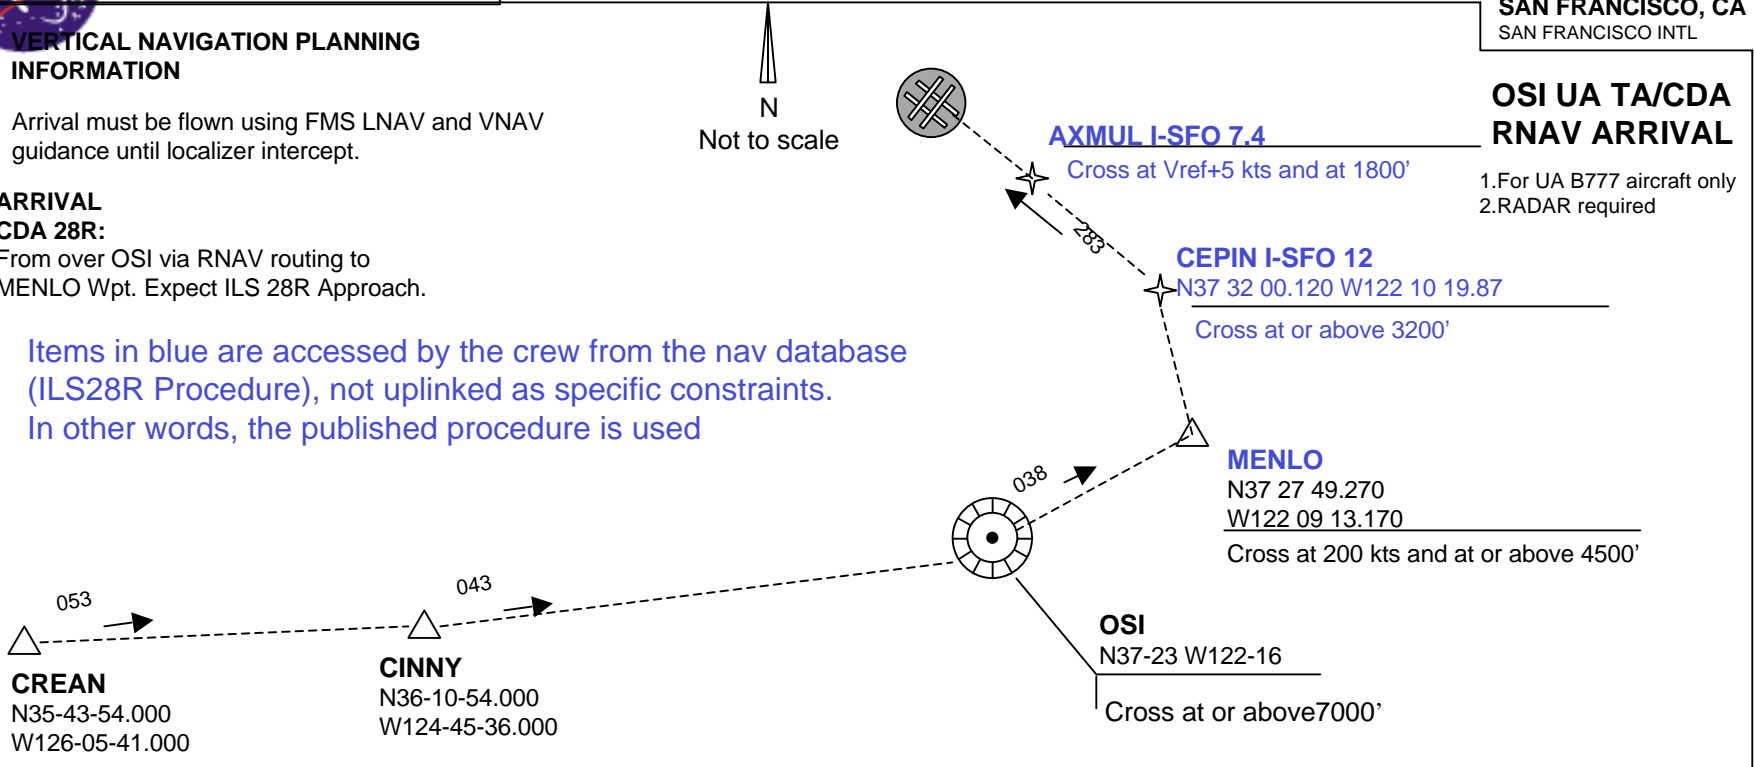 SAN FRANCISCO, CA
SAN FRANCISCO INTL
VERTICAL NAVIGATION PLANNING
INFORMATION
Arrival must be flown using FMS LNAV and VNAV
guidance until localizer intercept.
ARRIVAL
CDA 28R:
From over OSI via RNAV routing to
MENLO Wpt. Expect ILS 28R Approach.
N
Not to scale
OSI UA TA/CDA
RNAV ARRIVAL
1.For UA B777 aircraft only
2.RADAR required
AXMUL I-SFO 7.4
Cross at Vref+5 kts and at 1800’
283
CEPIN I-SFO 12
N37 32 00.120 W122 10 19.87
Cross at or above 3200’
Items in blue are accessed by the crew from the nav database
(ILS28R Procedure), not uplinked as specific constraints.
In other words, the published procedure is used
MENLO
N37 27 49.270
W122 09 13.170
Cross at 200 kts and at or above 4500’
038
043
053
OSI
N37-23 W122-16
Cross at or above7000’
CINNY
N36-10-54.000
W124-45-36.000
CREAN
N35-43-54.000
W126-05-41.000